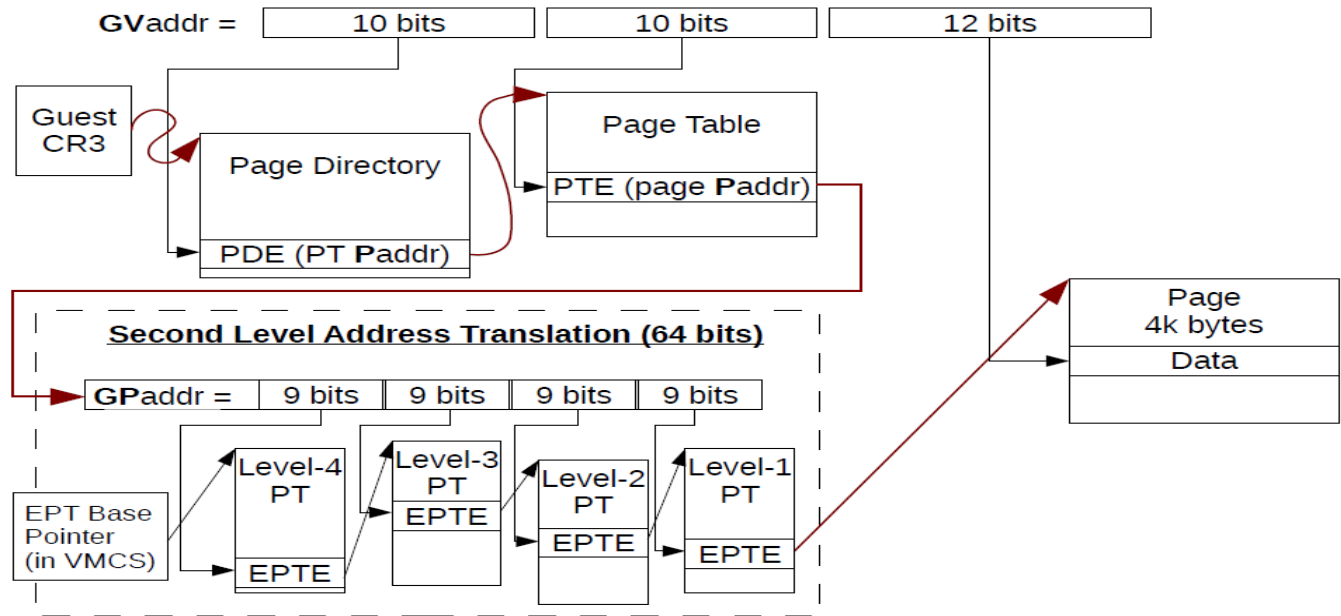 GVaddr = 10 bits 10 bits 12 bits
Guest
CR3
Page Directory
PDE (PT Paddr)
Page Table
PTE (page Paddr)
Page
4k bytes
Data
Second Level Address Translation (64 bits)
GPaddr = 9 bits 9 bits 9 bits 9 bits
EPT Base
Pointer
(in VMCS)
Level-4
PT
EPTE
Level-3
PT
EPTE
Level-2
PT
EPTE
Level-1
PT
EPTE